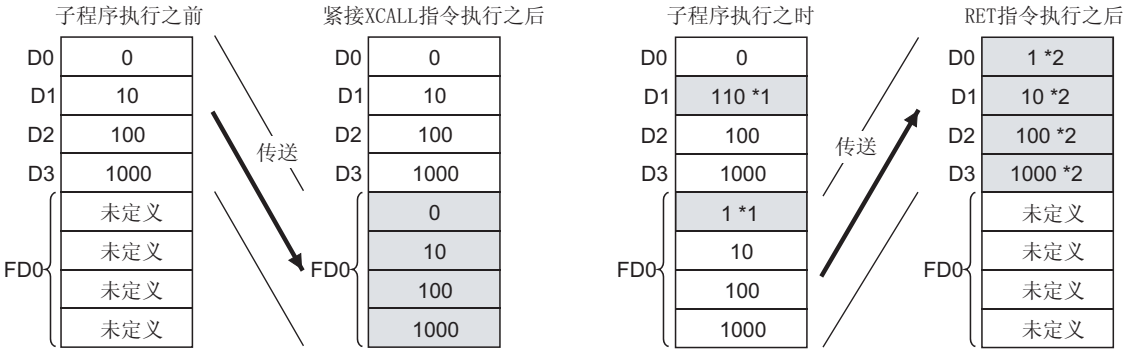 子程序执行之前
D0 0
D1 10
D2 100
D3 1000
FD0
未定义
未定义
未定义
未定义
传送
紧接XCALL指令执行之后
D0 0
D1 10
D2 100
D3 1000
FD0
0
10
100
1000
子程序执行之时
D0 0
D1 110 *1
D2 100
D3 1000
FD0
1 *1
10
100
1000
传送
RET指令执行之后
D0 1 *2
D1 10 *2
D2 100 *2
D3 1000 *2
FD0
未定义
未定义
未定义
未定义